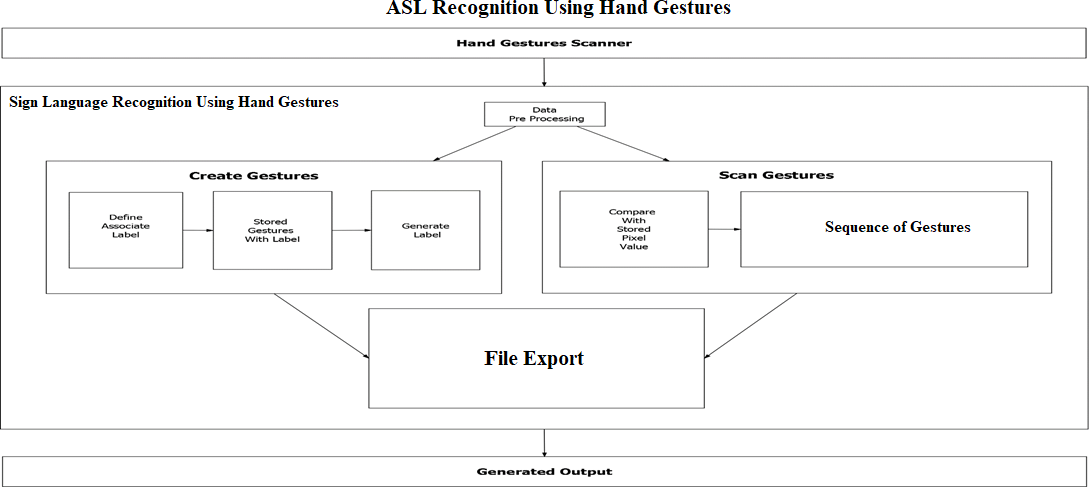 ASL Recognition Using Hand Gestures
Hand Gestures Scanner
Sign Language Recognition Using Hand Gestures
Data
Pre Processing
Create Gestures
Define
Associate
Label
Stored
Gestures
With Label
Generate
Label
Scan Gestures
Compare
With
Stored
Pixel
Value
Sequence of Gestures
File Export
Generated Output